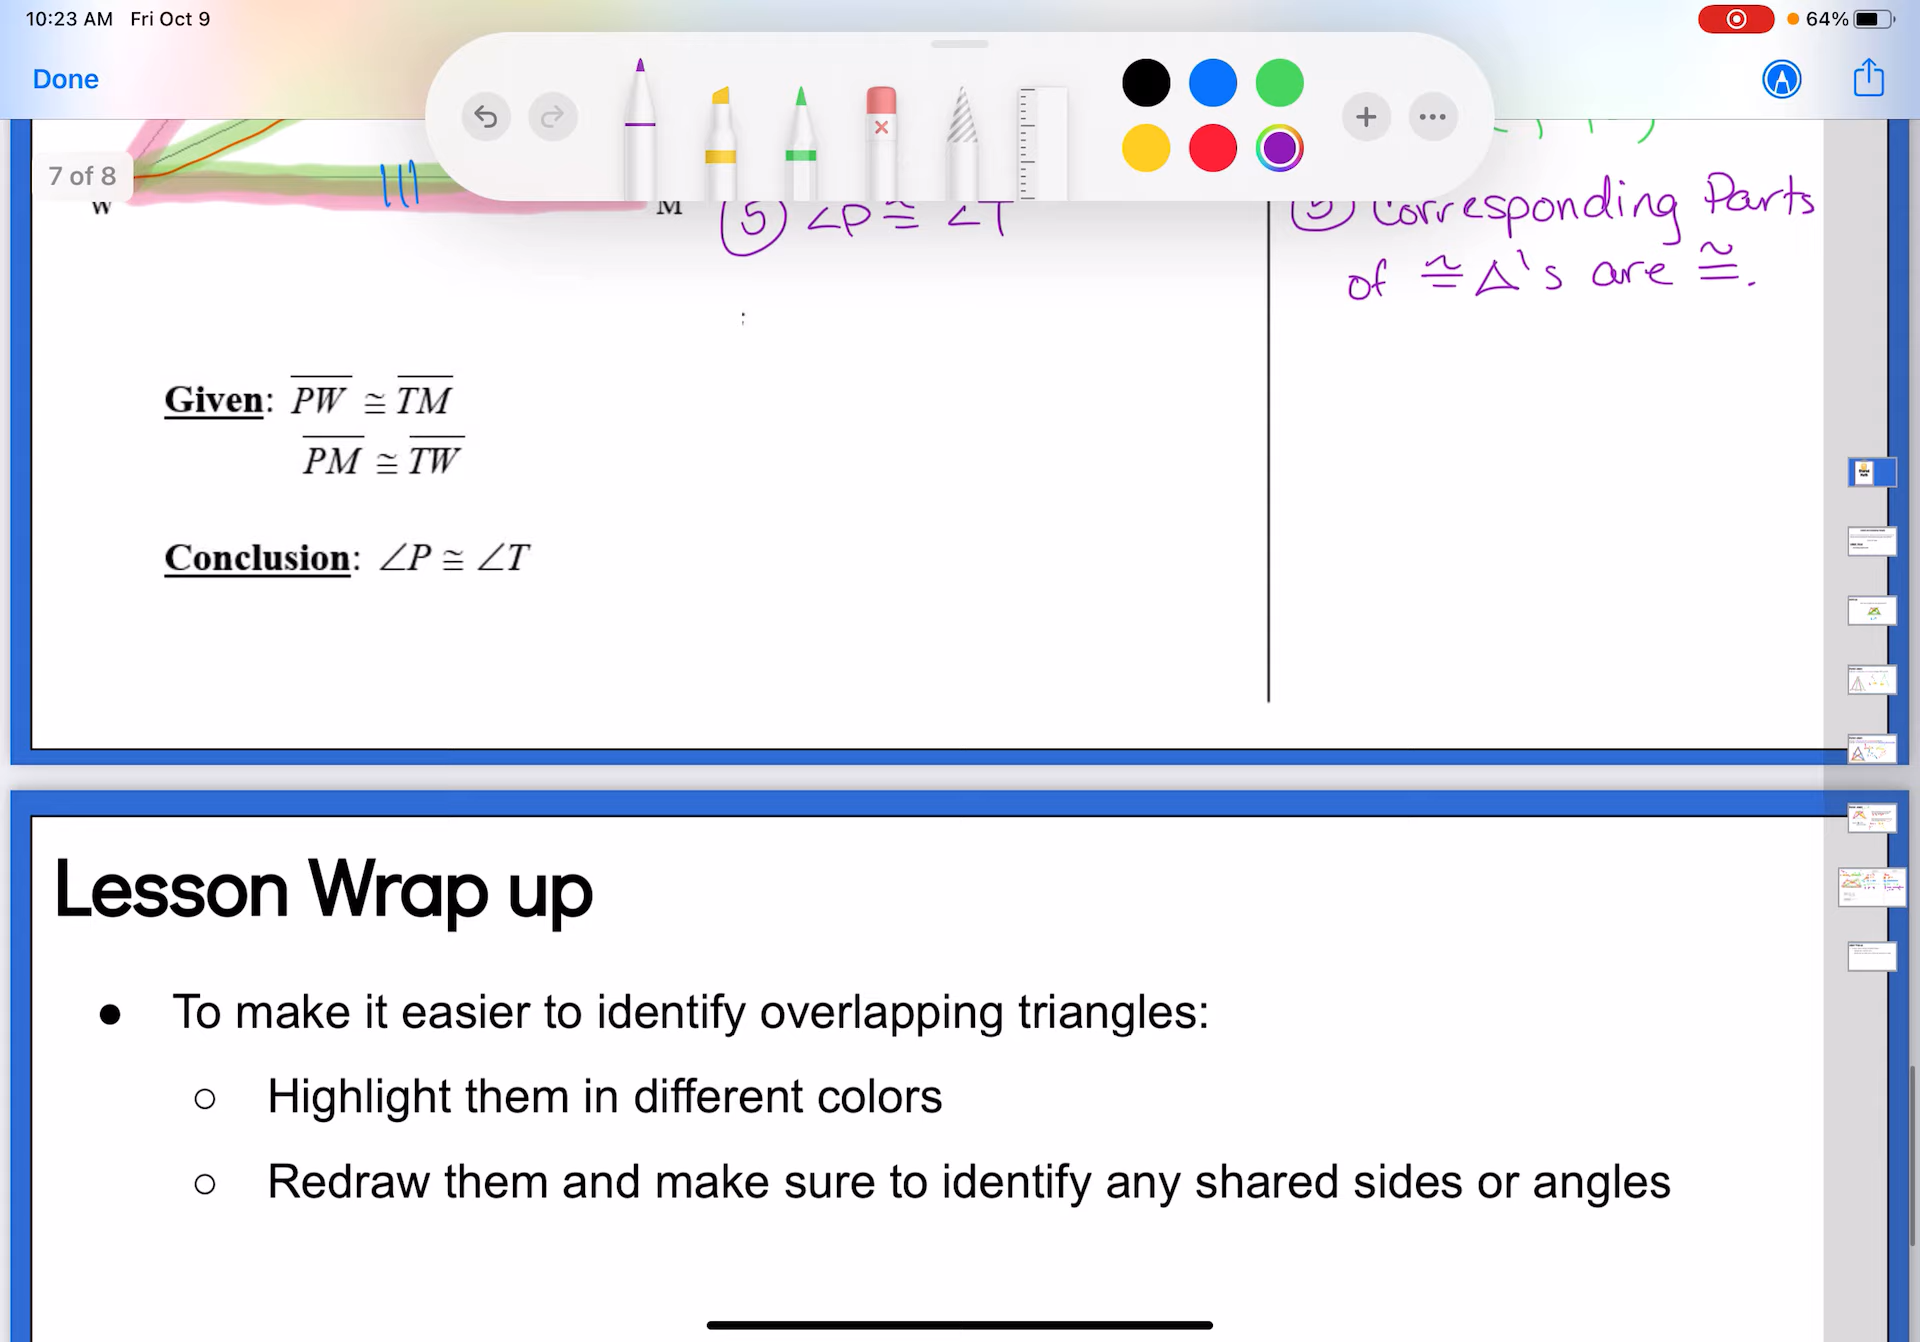 10:23 AM Fri Oct 9
64%
Done
7 of 8
W
M
⑤ ∠P ≅ ∠T
⑤ Corresponding Parts
of ≅ △'s are ≅.
Given: PW ≅ TM
PM ≅ TW
Conclusion: ∠P ≅ ∠T
Lesson Wrap up
● To make it easier to identify overlapping triangles:
○ Highlight them in different colors
○ Redraw them and make sure to identify any shared sides or angles